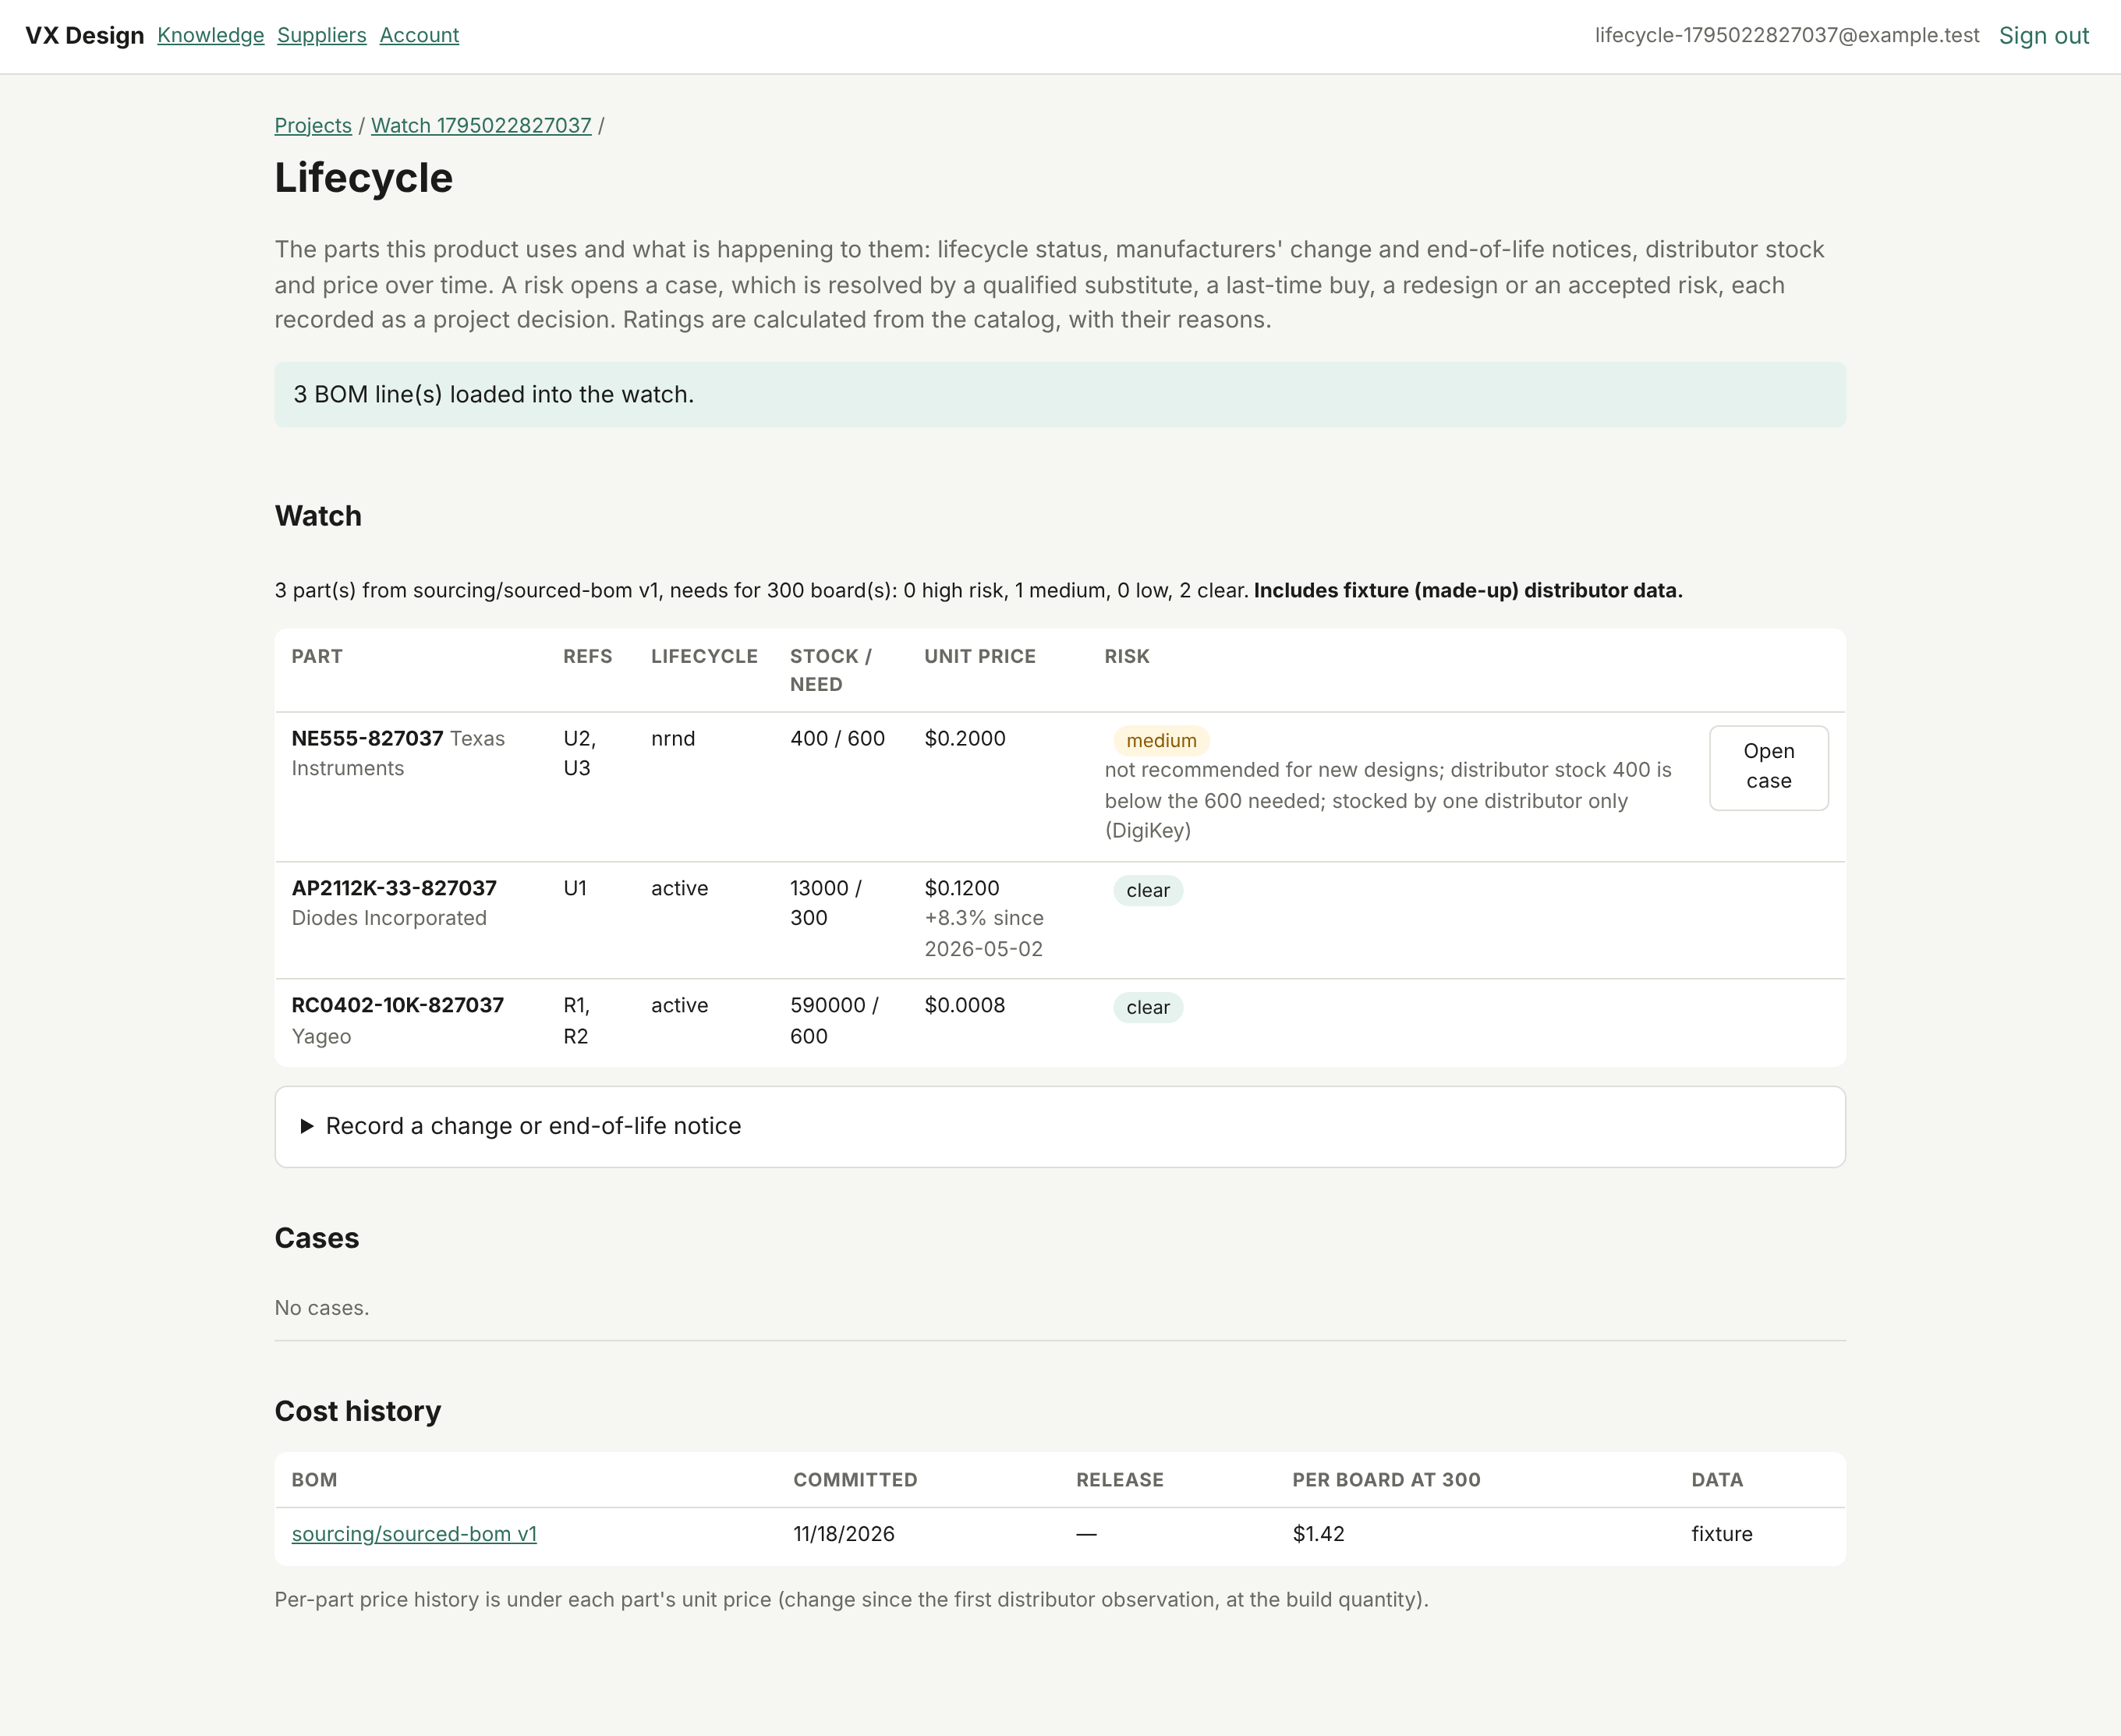 VX Design Knowledge Suppliers Account lifecycle-1795022827037@example.test Sign out
Projects / Watch 1795022827037 /
Lifecycle
The parts this product uses and what is happening to them: lifecycle status, manufacturers' change and end-of-life notices, distributor stock
and price over time. A risk opens a case, which is resolved by a qualified substitute, a last-time buy, a redesign or an accepted risk, each
recorded as a project decision. Ratings are calculated from the catalog, with their reasons.
3 BOM line(s) loaded into the watch.
Watch
3 part(s) from sourcing/sourced-bom v1, needs for 300 board(s): 0 high risk, 1 medium, 0 low, 2 clear. Includes fixture (made-up) distributor data.
PART REFS LIFECYCLE STOCK / UNIT PRICE RISK
NEED
NE555-827037 Texas U2, nrnd 400 / 600 $0.2000 medium Open
Instruments U3 not recommended for new designs; distributor stock 400 is case
below the 600 needed; stocked by one distributor only
(DigiKey)
AP2112K-33-827037 U1 active 13000 / $0.1200 clear
Diodes Incorporated 300 +8.3% since
2026-05-02
RC0402-10K-827037 R1, active 590000 / $0.0008 clear
Yageo R2 600
▶ Record a change or end-of-life notice
Cases
No cases.
Cost history
BOM COMMITTED RELEASE PER BOARD AT 300 DATA
sourcing/sourced-bom v1 11/18/2026 — $1.42 fixture
Per-part price history is under each part's unit price (change since the first distributor observation, at the build quantity).